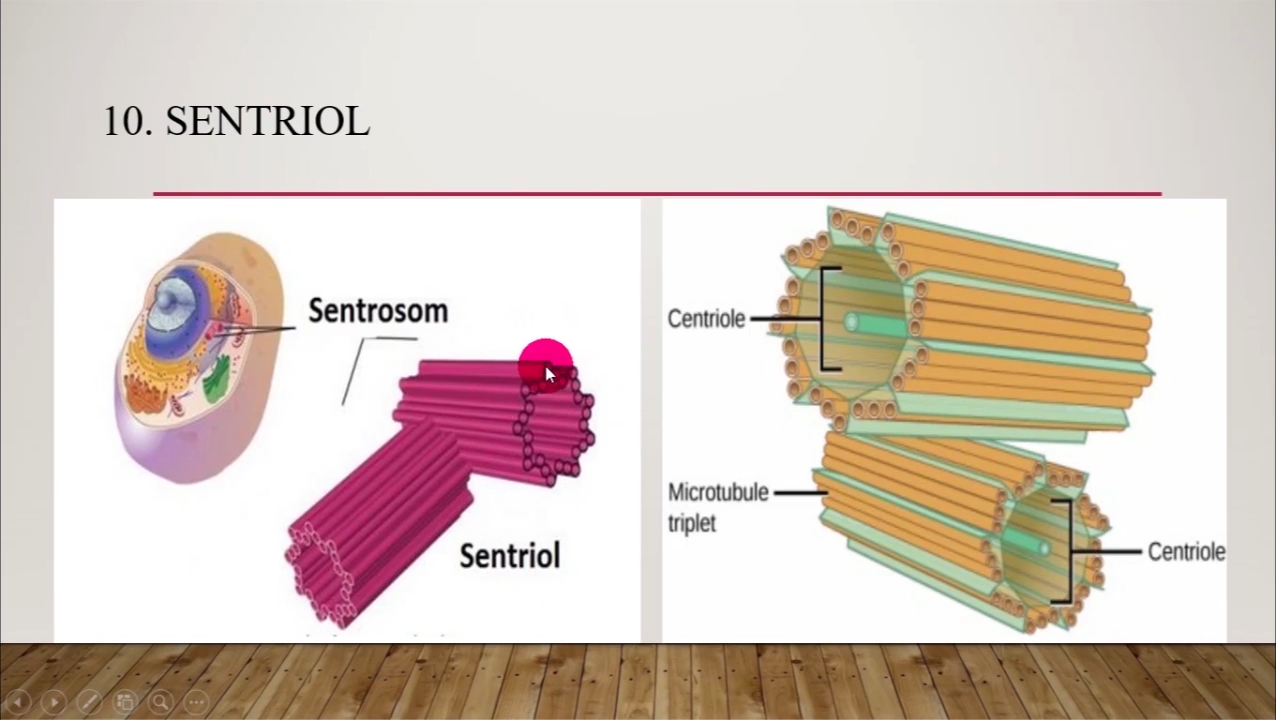 10. SENTRIOL
Sentrosom
Sentriol
Centriole
Microtubule
triplet
Centriole